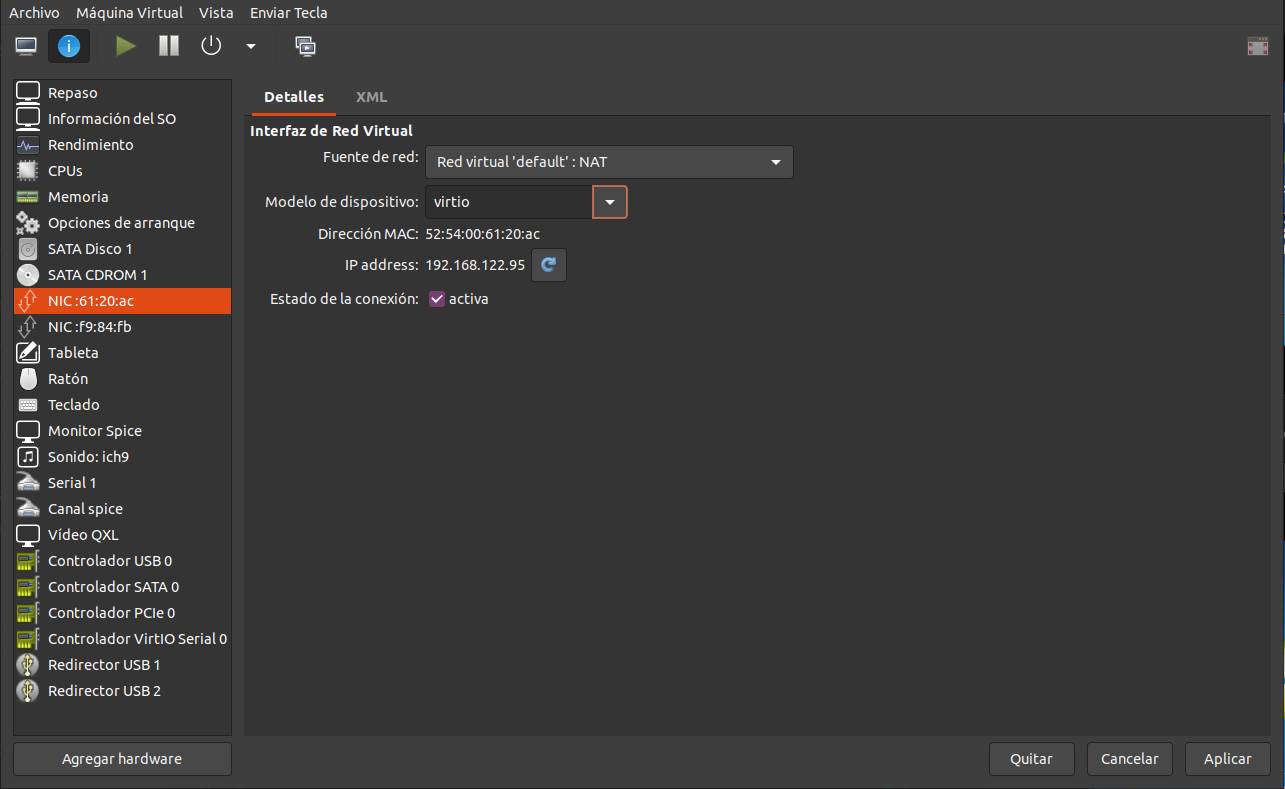 Archivo Máquina Virtual Vista Enviar Tecla
Repaso
Información del SO
Rendimiento
CPUs
Memoria
Opciones de arranque
SATA Disco 1
SATA CDROM 1
NIC :61:20:ac
NIC :f9:84:fb
Tableta
Ratón
Teclado
Monitor Spice
Sonido: ich9
Serial 1
Canal spice
Vídeo QXL
Controlador USB 0
Controlador SATA 0
Controlador PCIe 0
Controlador VirtIO Serial 0
Redirector USB 1
Redirector USB 2
Agregar hardware
Detalles XML
Interfaz de Red Virtual
Fuente de red: Red virtual 'default' : NAT
Modelo de dispositivo: virtio
Dirección MAC: 52:54:00:61:20:ac
IP address: 192.168.122.95
Estado de la conexión: activa
Quitar Cancelar Aplicar